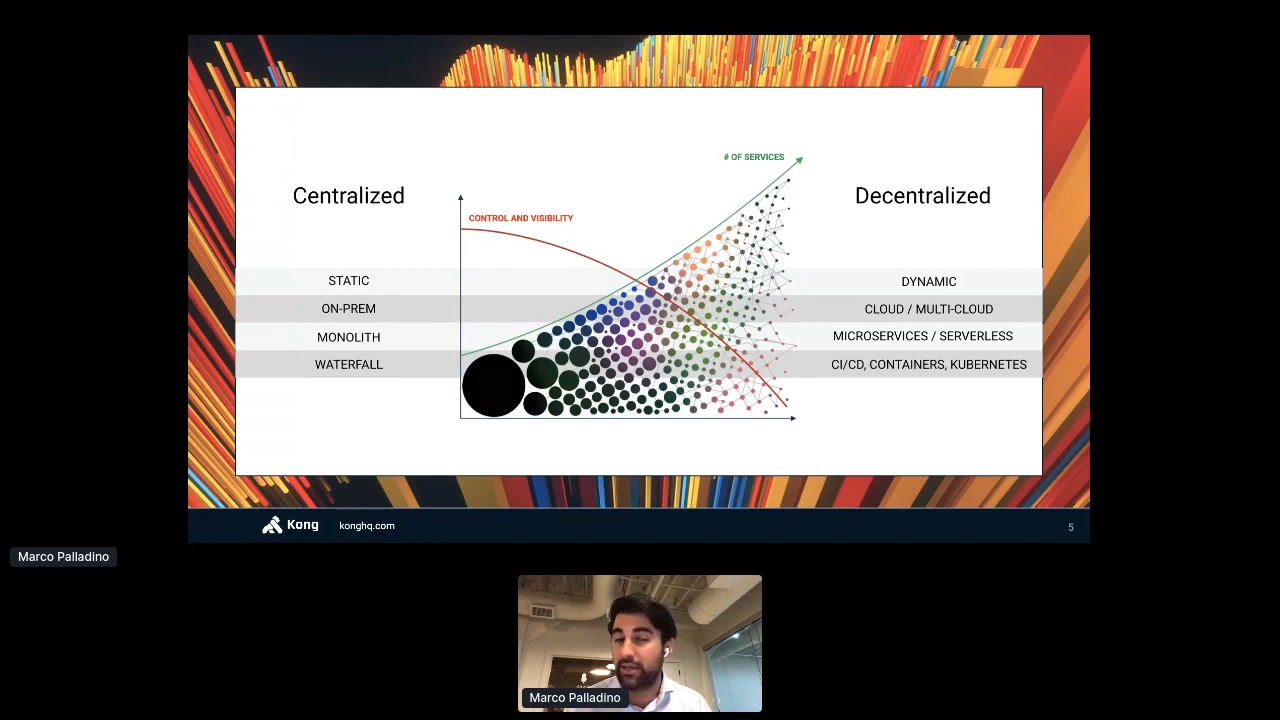 # OF SERVICES
Centralized
Decentralized
CONTROL AND VISIBILITY
STATIC
DYNAMIC
ON-PREM
CLOUD / MULTI-CLOUD
MONOLITH
MICROSERVICES / SERVERLESS
WATERFALL
CI/CD, CONTAINERS, KUBERNETES
Kong
konghq.com
5
Marco Palladino
Marco Palladino